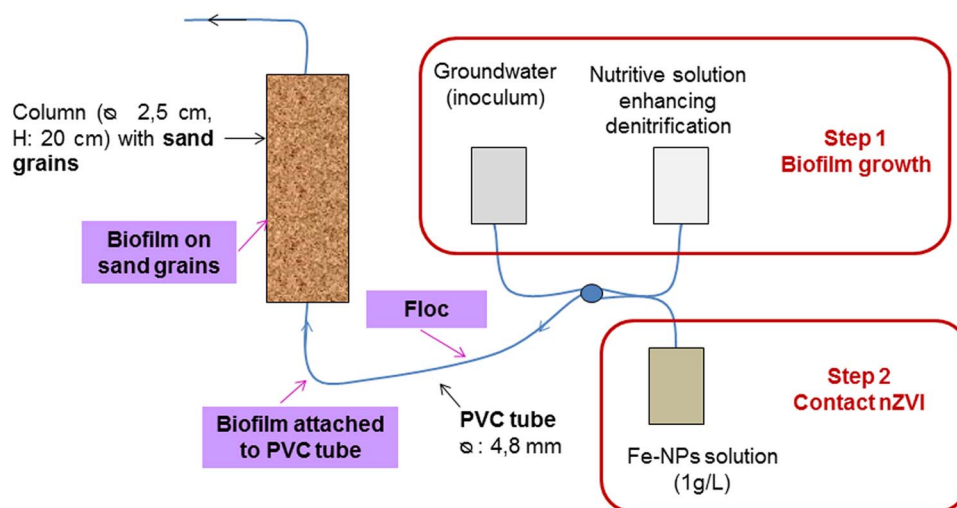 Column (⌀ 2,5 cm,
H: 20 cm) with sand
grains
Biofilm on
sand grains
Floc
Biofilm attached
to PVC tube
PVC tube
⌀ : 4,8 mm
Groundwater
(inoculum)
Nutritive solution
enhancing
denitrification
Step 1
Biofilm growth
Step 2
Contact nZVI
Fe-NPs solution
(1g/L)